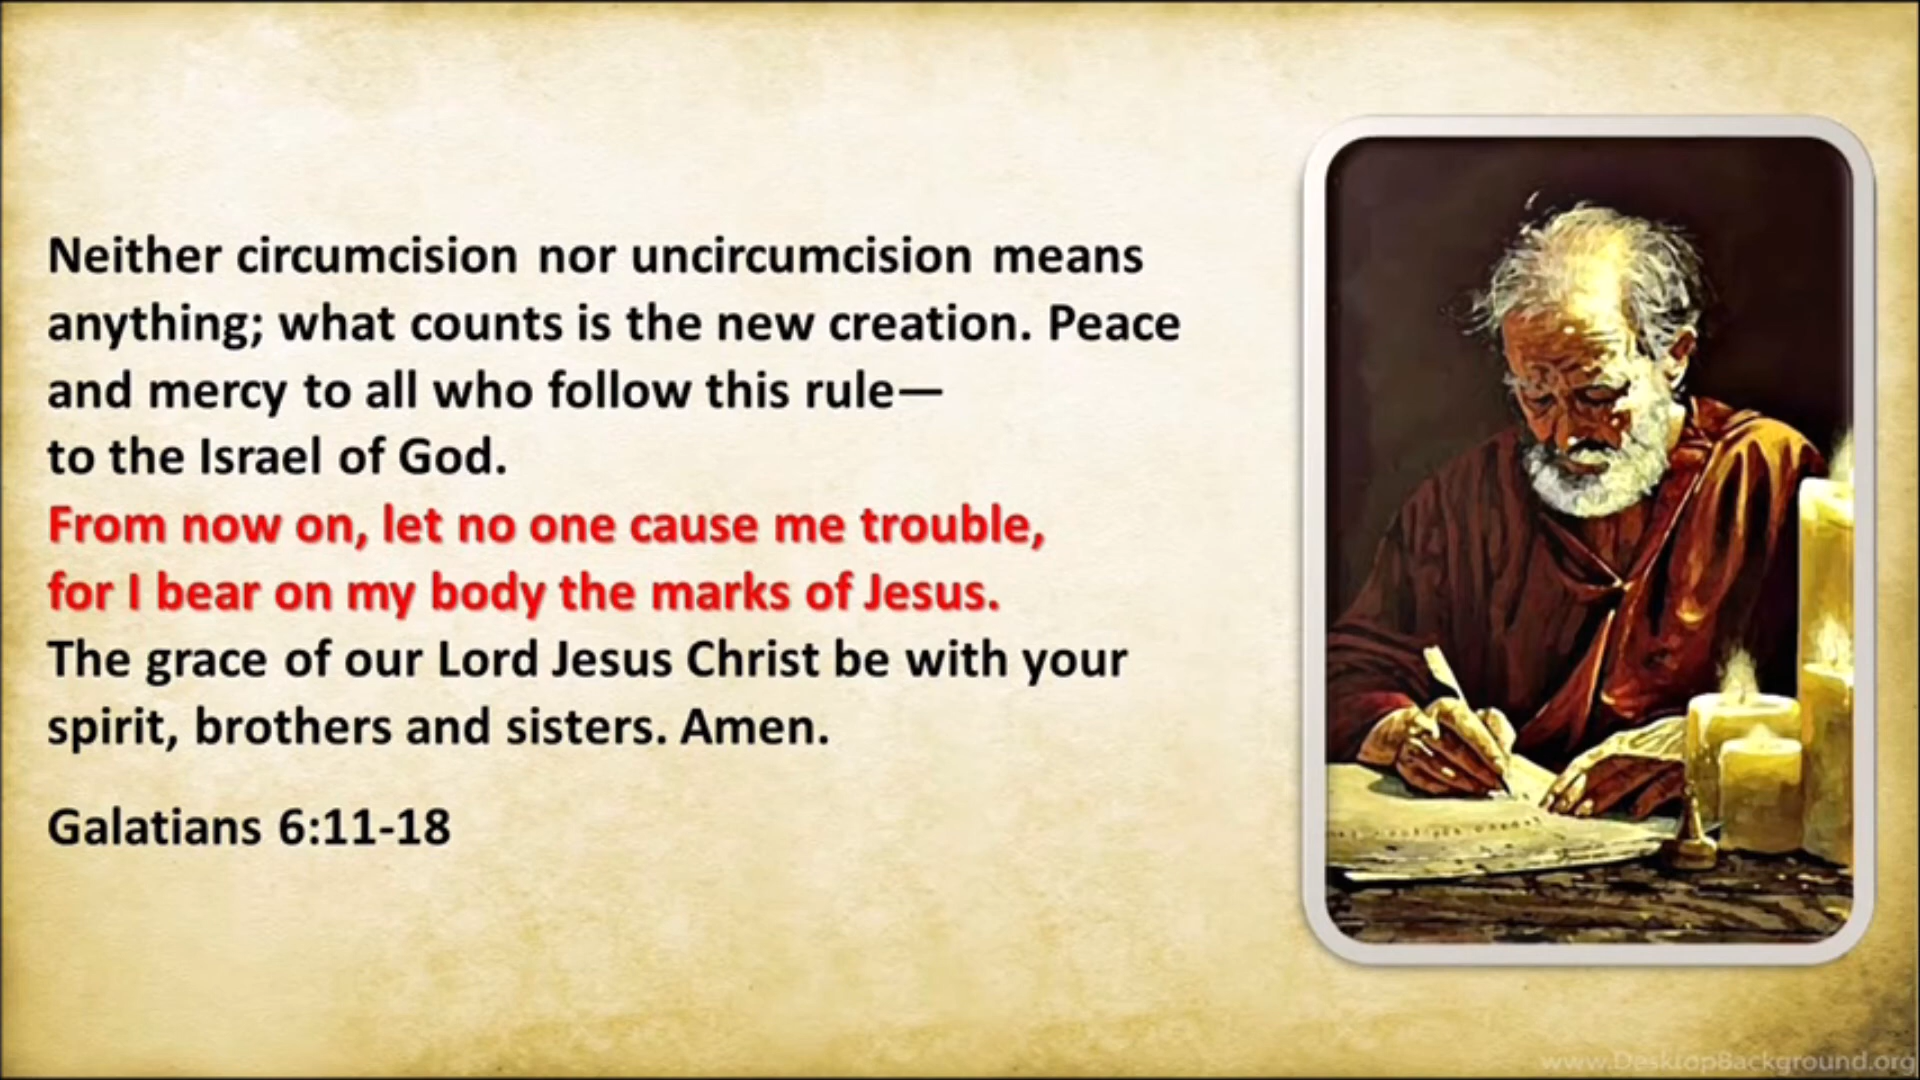 Neither circumcision nor uncircumcision means
anything; what counts is the new creation. Peace
and mercy to all who follow this rule—
to the Israel of God.
From now on, let no one cause me trouble,
for I bear on my body the marks of Jesus.
The grace of our Lord Jesus Christ be with your
spirit, brothers and sisters. Amen.
Galatians 6:11-18
www.DesktopBackground.org